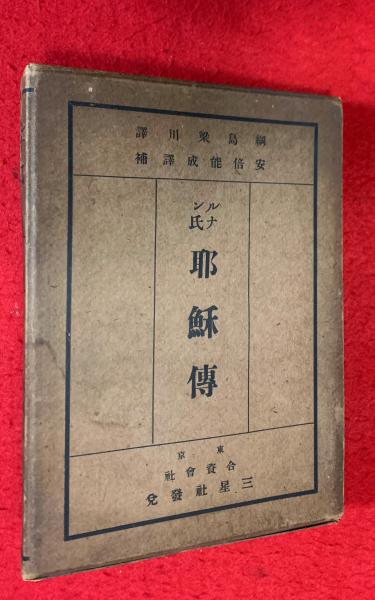 綱島梁川譯
安倍能成譯補
ルナン氏
耶穌傳
東京
合資會社
三星社發兌